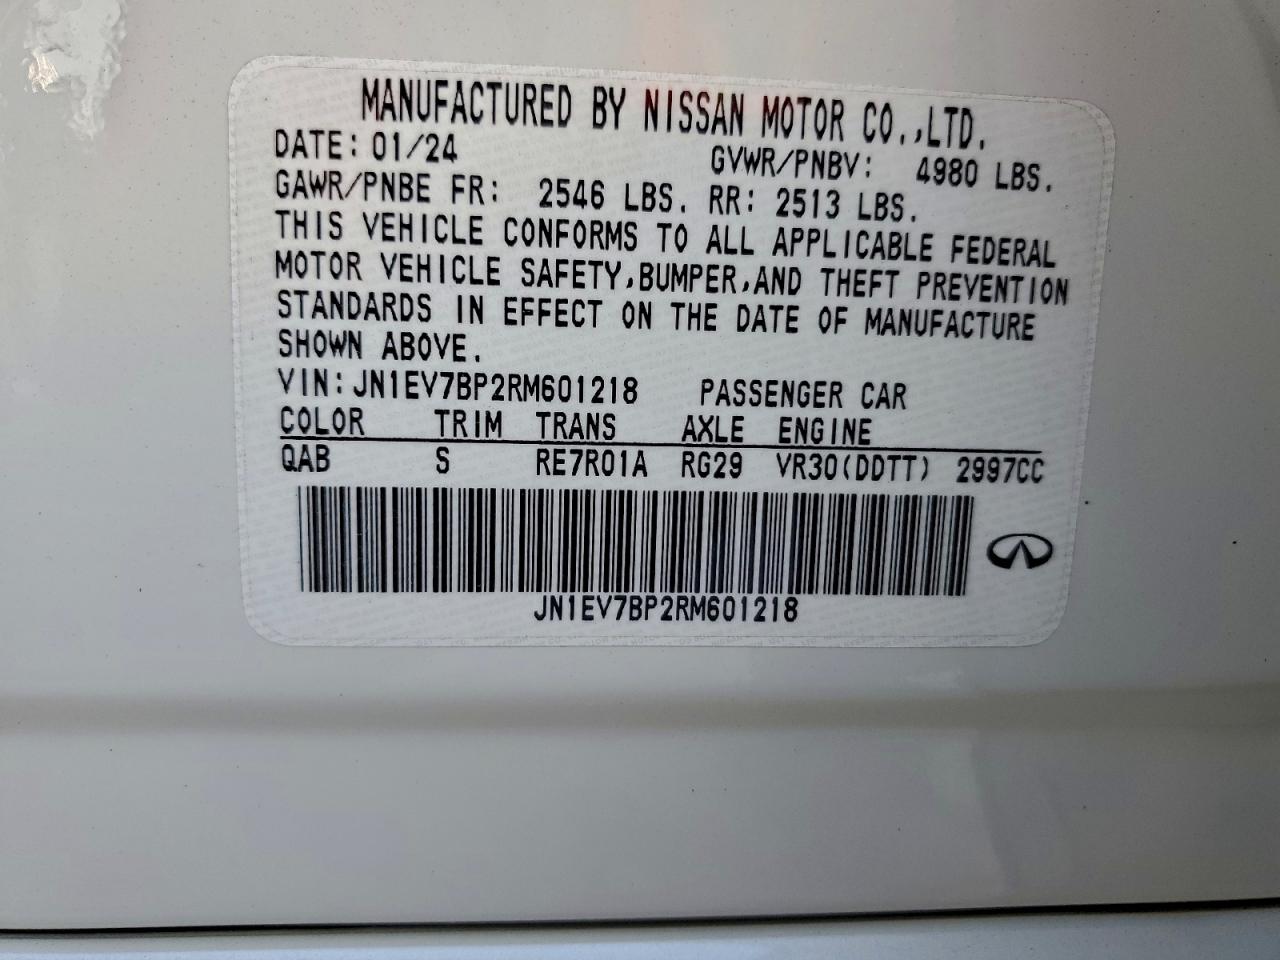 MANUFACTURED BY NISSAN MOTOR CO.,LTD.
DATE: 01/24 GVWR/PNBV: 4980 LBS.
GAWR/PNBE FR: 2546 LBS. RR: 2513 LBS.
THIS VEHICLE CONFORMS TO ALL APPLICABLE FEDERAL
MOTOR VEHICLE SAFETY,BUMPER,AND THEFT PREVENTION
STANDARDS IN EFFECT ON THE DATE OF MANUFACTURE
SHOWN ABOVE.
VIN:JN1EV7BP2RM601218 PASSENGER CAR
COLOR TRIM TRANS AXLE ENGINE
QAB S RE7R01A RG29 VR30(DDTT) 2997CC
JN1EV7BP2RM601218